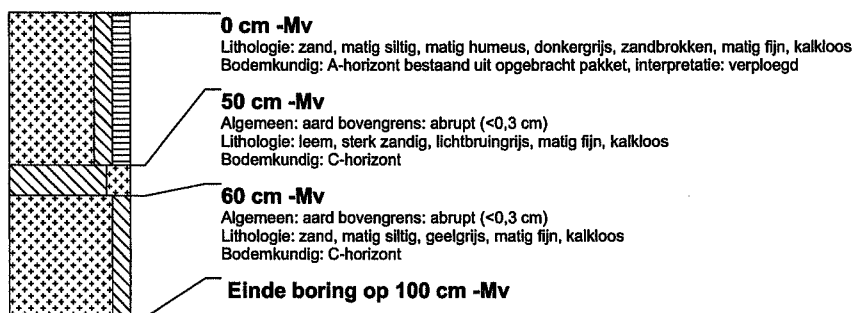 0 cm -Mv
Lithologie: zand, matig siltig, matig humeus, donkergrijs, zandbrokken, matig fijn, kalkloos
Bodemkundig: A-horizont bestaand uit opgebracht pakket, interpretatie: verploegd
50 cm -Mv
Algemeen: aard bovengrens: abrupt (<0,3 cm)
Lithologie: leem, sterk zandig, lichtbruingrijs, matig fijn, kalkloos
Bodemkundig: C-horizont
60 cm -Mv
Algemeen: aard bovengrens: abrupt (<0,3 cm)
Lithologie: zand, matig siltig, geelgrijs, matig fijn, kalkloos
Bodemkundig: C-horizont
Einde boring op 100 cm -Mv